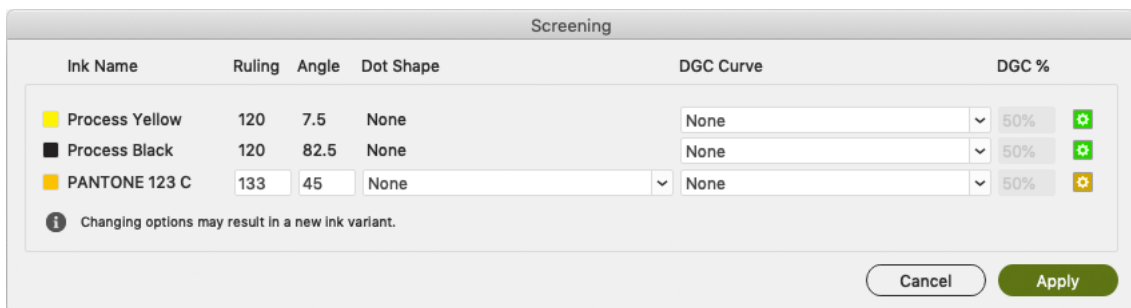 Screening
Ink Name Ruling Angle Dot Shape DGC Curve DGC %
Process Yellow 120 7.5 None None 50%
Process Black 120 82.5 None None 50%
PANTONE 123 C 133 45 None None 50%
Changing options may result in a new ink variant.
Cancel Apply